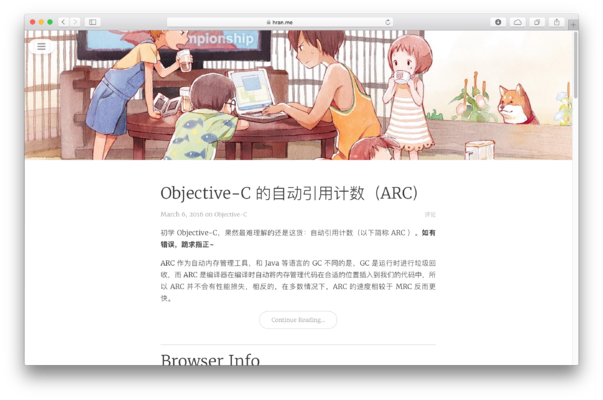 hran.me
mpionship
Objective-C 的自动引用计数（ARC）
March 6, 2016 on Objective-C
评论
初学 Objective-C，果然最难理解的还是这货：自动引用计数（以下简称 ARC ）。如有
错误，跪求指正~
ARC 作为自动内存管理工具，和 Java 等语言的 GC 不同的是，GC 是运行时进行垃圾回
收，而 ARC 是编译器在编译时自动将内存管理代码在合适的位置插入到我们的代码中，所
以 ARC 并不会有性能损失，相反的，在多数情况下，ARC 的速度相较于 MRC 反而更
快。
Continue Reading...
Browser Info